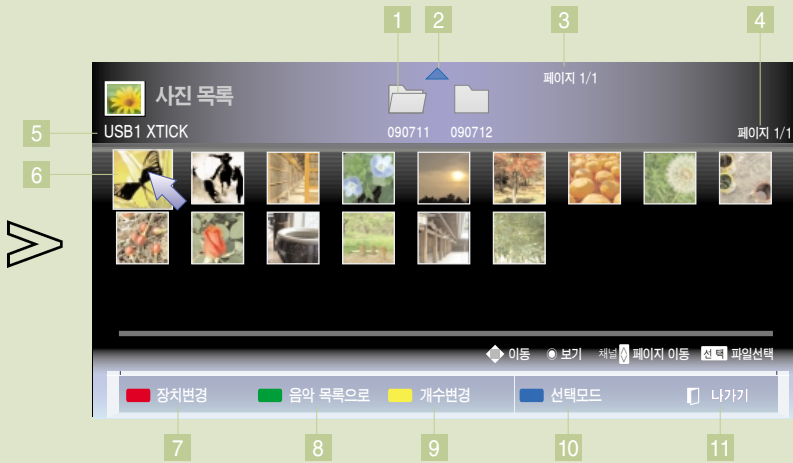 1 2 3 4
페이지 1/1
사진 목록
5 USB1 XTICK 090711 090712 페이지 1/1
6
이동 보기 채널 페이지 이동 선택 파일선택
장치변경 음악 목록으로 개수변경 선택모드 나가기
7 8 9 10 11